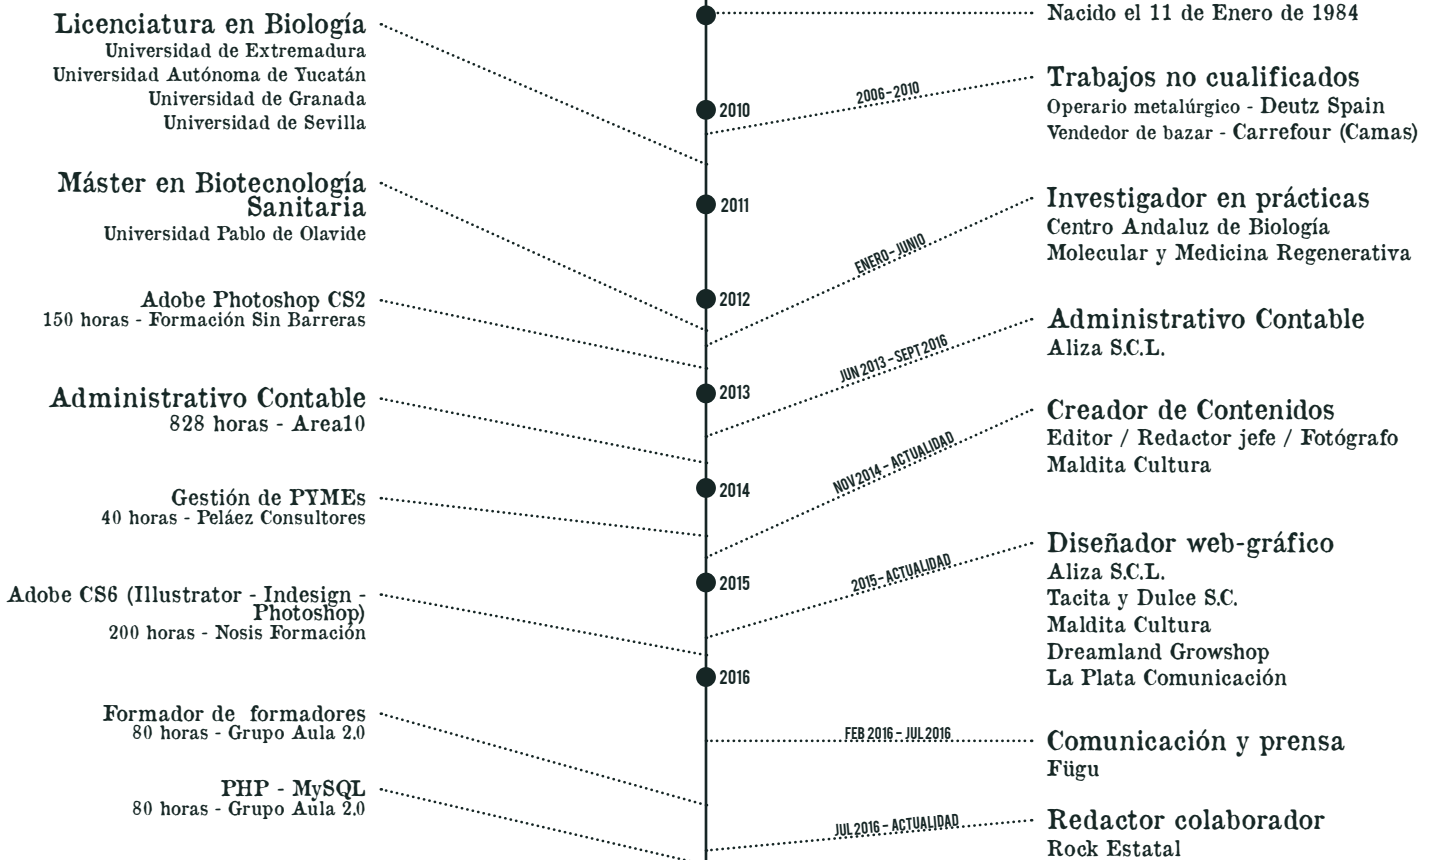 Licenciatura en Biología
Universidad de Extremadura
Universidad Autónoma de Yucatán
Universidad de Granada
Universidad de Sevilla
Máster en Biotecnología
Sanitaria
Universidad Pablo de Olavide
Adobe Photoshop CS2
150 horas - Formación Sin Barreras
Administrativo Contable
828 horas - Area10
Gestión de PYMEs
40 horas - Peláez Consultores
Adobe CS6 (Illustrator - Indesign -
Photoshop)
200 horas - Nosis Formación
Formador de formadores
80 horas - Grupo Aula 2.0
PHP - MySQL
80 horas - Grupo Aula 2.0
2010
2011
2012
2013
2014
2015
2016
Nacido el 11 de Enero de 1984
2006-2010
Trabajos no cualificados
Operario metalúrgico - Deutz Spain
Vendedor de bazar - Carrefour (Camas)
ENERO-JUNIO
Investigador en prácticas
Centro Andaluz de Biología
Molecular y Medicina Regenerativa
JUN 2013 - SEPT 2016
Administrativo Contable
Aliza S.C.L.
NOV 2014 - ACTUALIDAD
Creador de Contenidos
Editor / Redactor jefe / Fotógrafo
Maldita Cultura
2015- ACTUALIDAD
Diseñador web-gráfico
Aliza S.C.L.
Tacita y Dulce S.C.
Maldita Cultura
Dreamland Growshop
La Plata Comunicación
FEB 2016 - JUL 2016
Comunicación y prensa
Fügu
JUL 2016 - ACTUALIDAD
Redactor colaborador
Rock Estatal